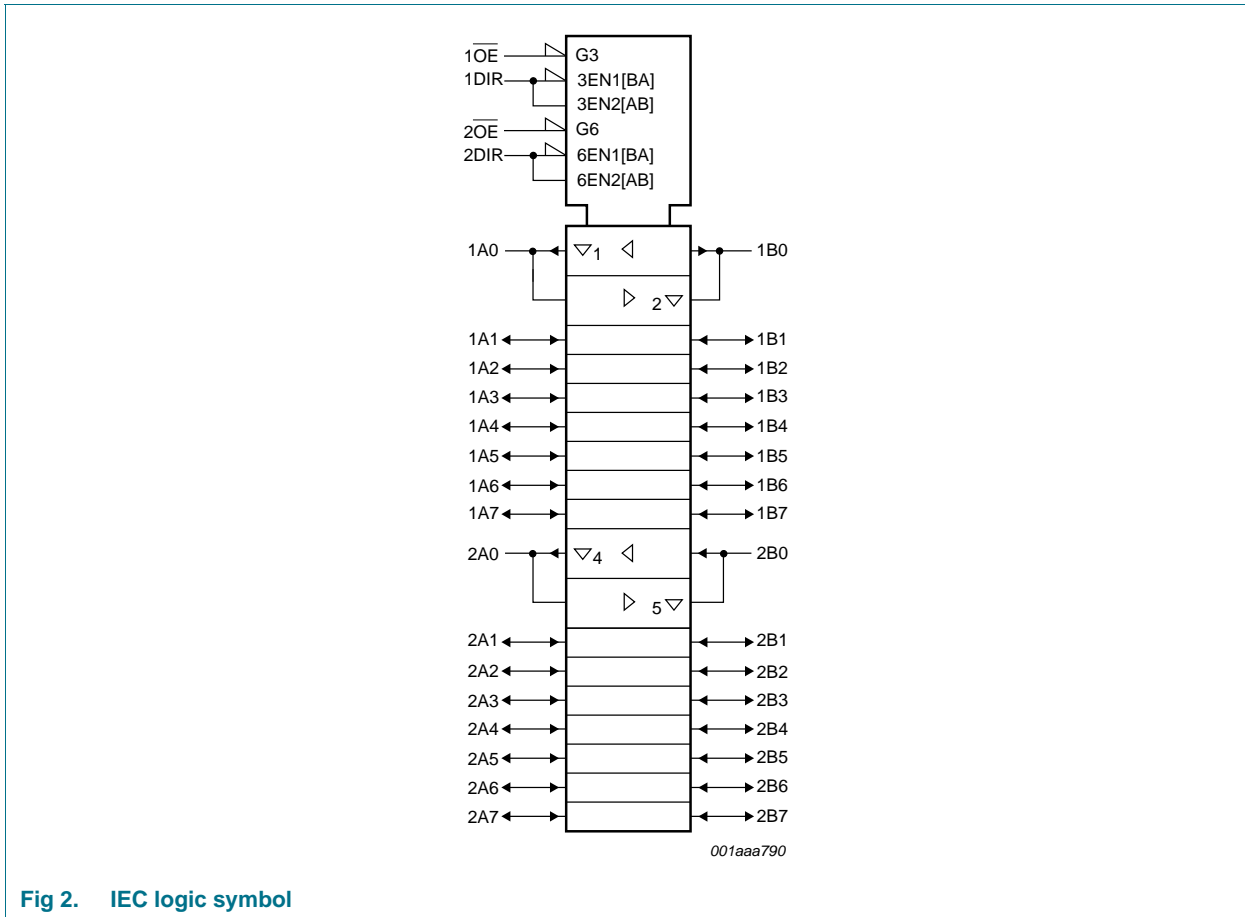 1O̅E̅ G3
1DIR 3EN1[BA]
3EN2[AB]
2O̅E̅ G6
2DIR 6EN1[BA]
6EN2[AB]
1A0 1 1B0
2
1A1 1B1
1A2 1B2
1A3 1B3
1A4 1B4
1A5 1B5
1A6 1B6
1A7 1B7
2A0 4 2B0
5
2A1 2B1
2A2 2B2
2A3 2B3
2A4 2B4
2A5 2B5
2A6 2B6
2A7 2B7
001aaa790
Fig 2. IEC logic symbol